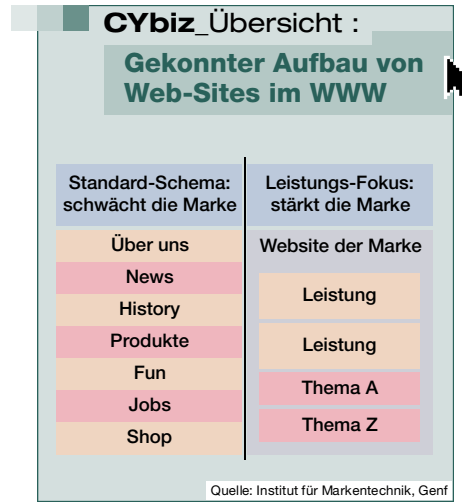 CYbiz_Übersicht :
Gekonnter Aufbau von
Web-Sites im WWW
Standard-Schema:
schwächt die Marke
Über uns
News
History
Produkte
Fun
Jobs
Shop
Leistungs-Fokus:
stärkt die Marke
Website der Marke
Leistung
Leistung
Thema A
Thema Z
Quelle: Institut für Markentechnik, Genf